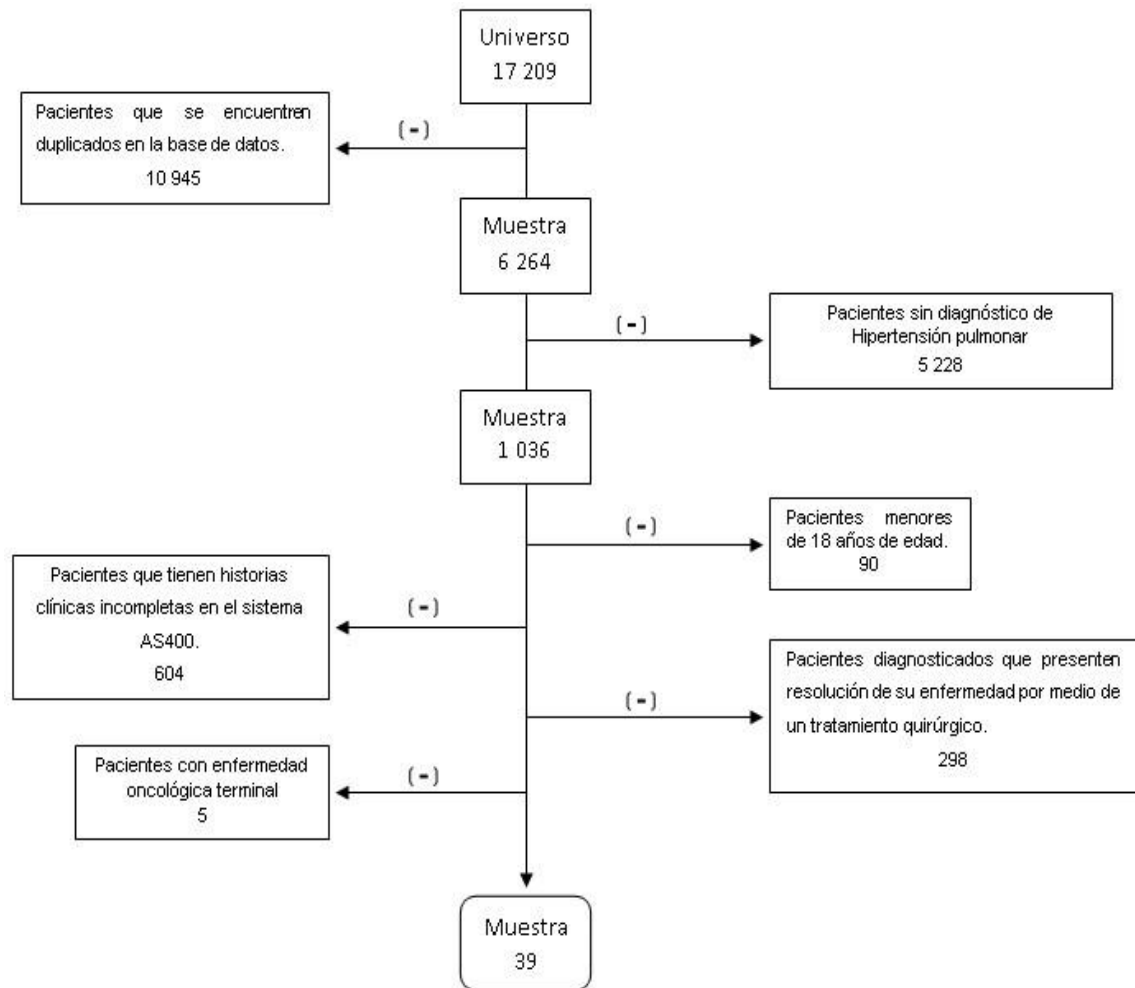 Universo
17 209
(-)
Pacientes que se encuentren
duplicados en la base de datos.
10 945
Muestra
6 264
(-)
Pacientes sin diagnóstico de
Hipertensión pulmonar
5 228
Muestra
1 036
(-)
Pacientes menores
de 18 años de edad.
90
(-)
Pacientes que tienen historias
clínicas incompletas en el sistema
AS400.
604
(-)
Pacientes diagnosticados que presenten
resolución de su enfermedad por medio de
un tratamiento quirúrgico.
298
(-)
Pacientes con enfermedad
oncológica terminal
5
Muestra
39